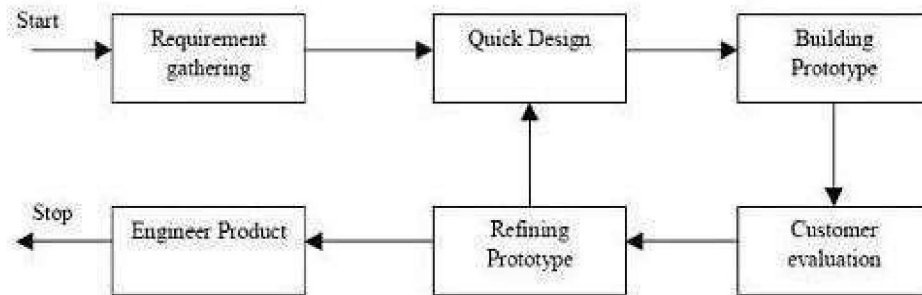 Start
Requirement
gathering
Quick Design
Building
Prototype
Stop
Engineer Product
Refining
Prototype
Customer
evaluation